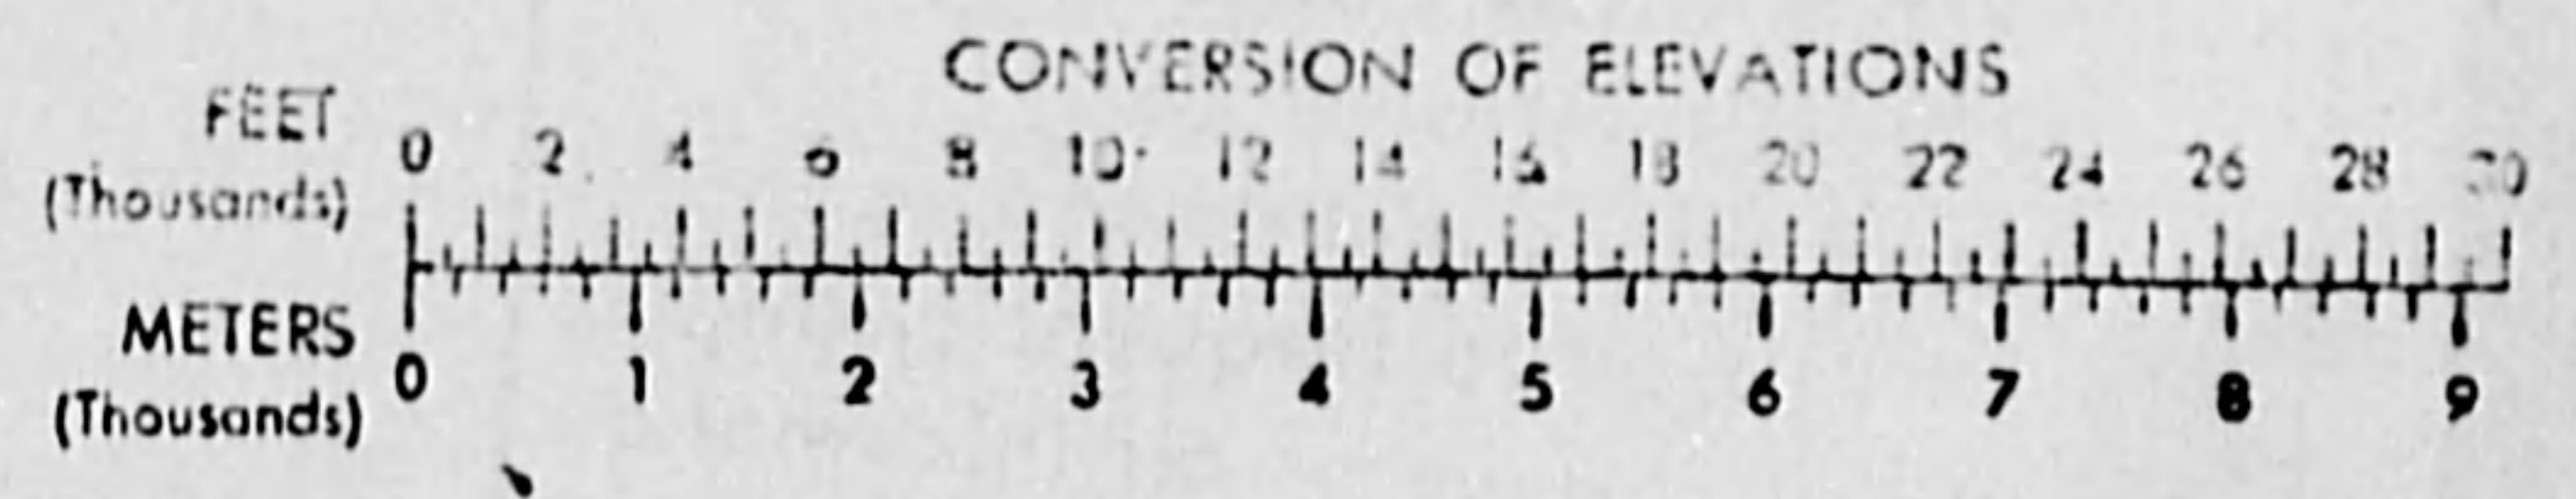 CONVERSION OF ELEVATIONS
FEET 0 2 4 6 8 10 12 14 16 18 20 22 24 26 28 30
(Thousands)
METERS
0 1 2 3 4 5 6 7 8 9
(Thousands)